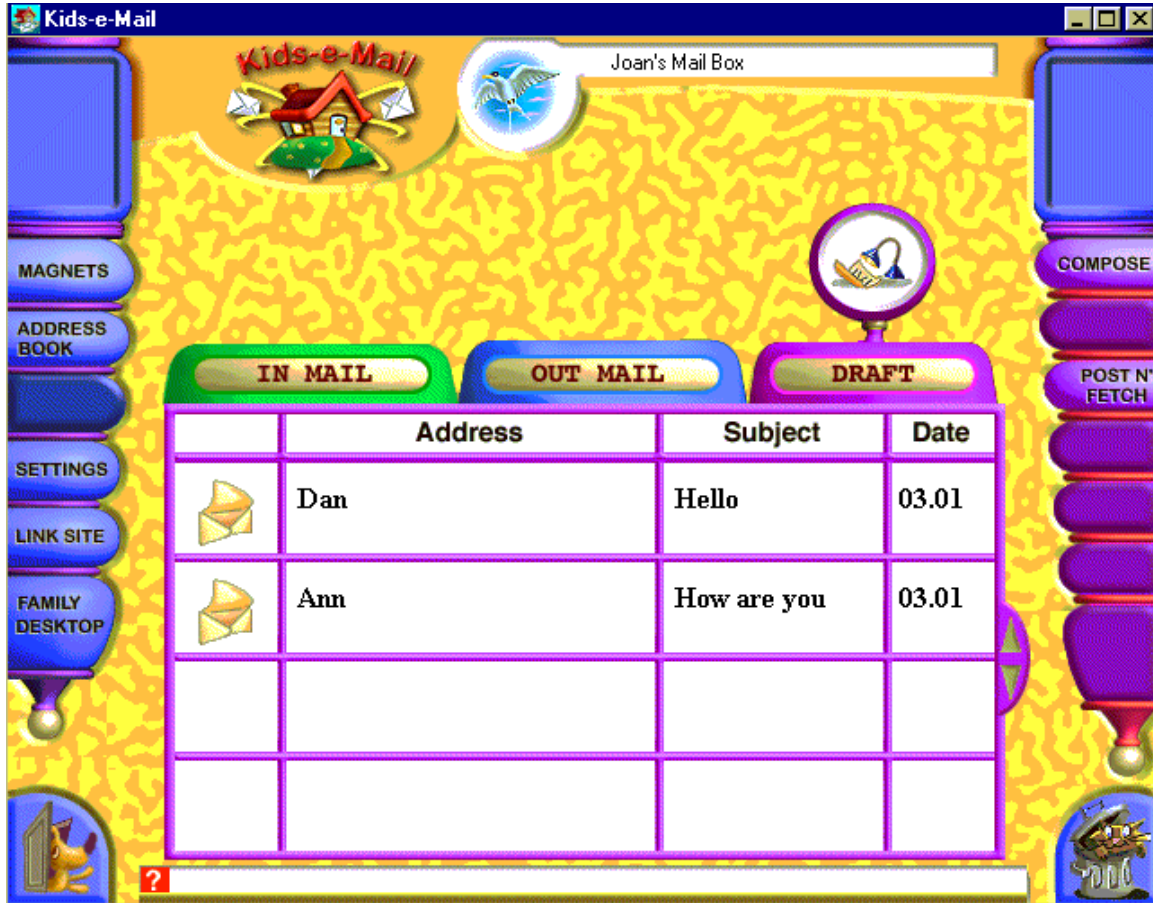 Kids-e-Mail
Kids-e-Mail
Joan's Mail Box
MAGNETS
ADDRESS
BOOK
SETTINGS
LINK SITE
FAMILY
DESKTOP
COMPOSE
POST N'
FETCH
IN MAIL OUT MAIL DRAFT
Address Subject Date
Dan Hello 03.01
Ann How are you 03.01
?